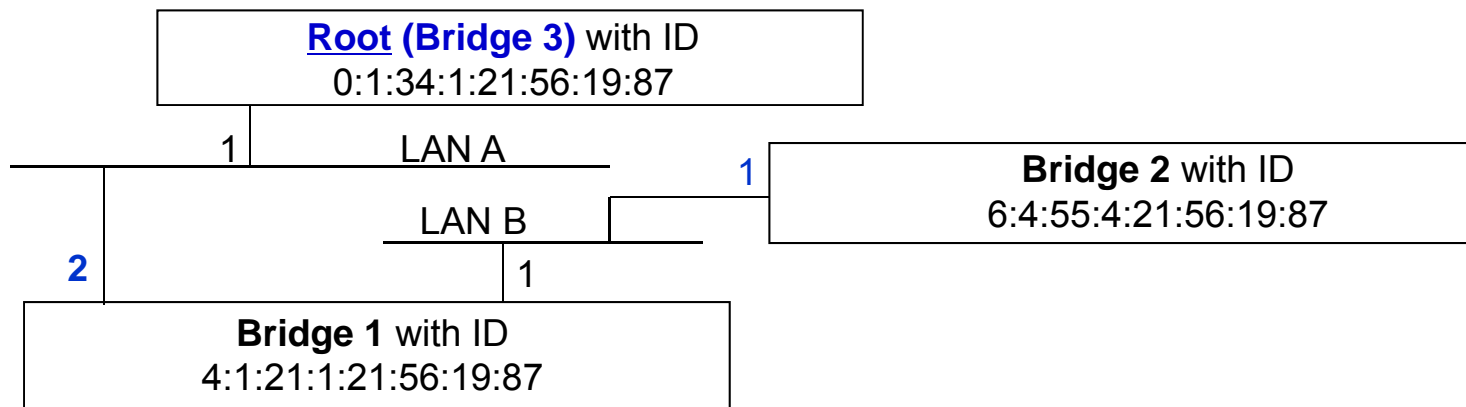 Root (Bridge 3) with ID
0:1:34:1:21:56:19:87
1
LAN A
1
Bridge 2 with ID
6:4:55:4:21:56:19:87
LAN B
2
1
Bridge 1 with ID
4:1:21:1:21:56:19:87